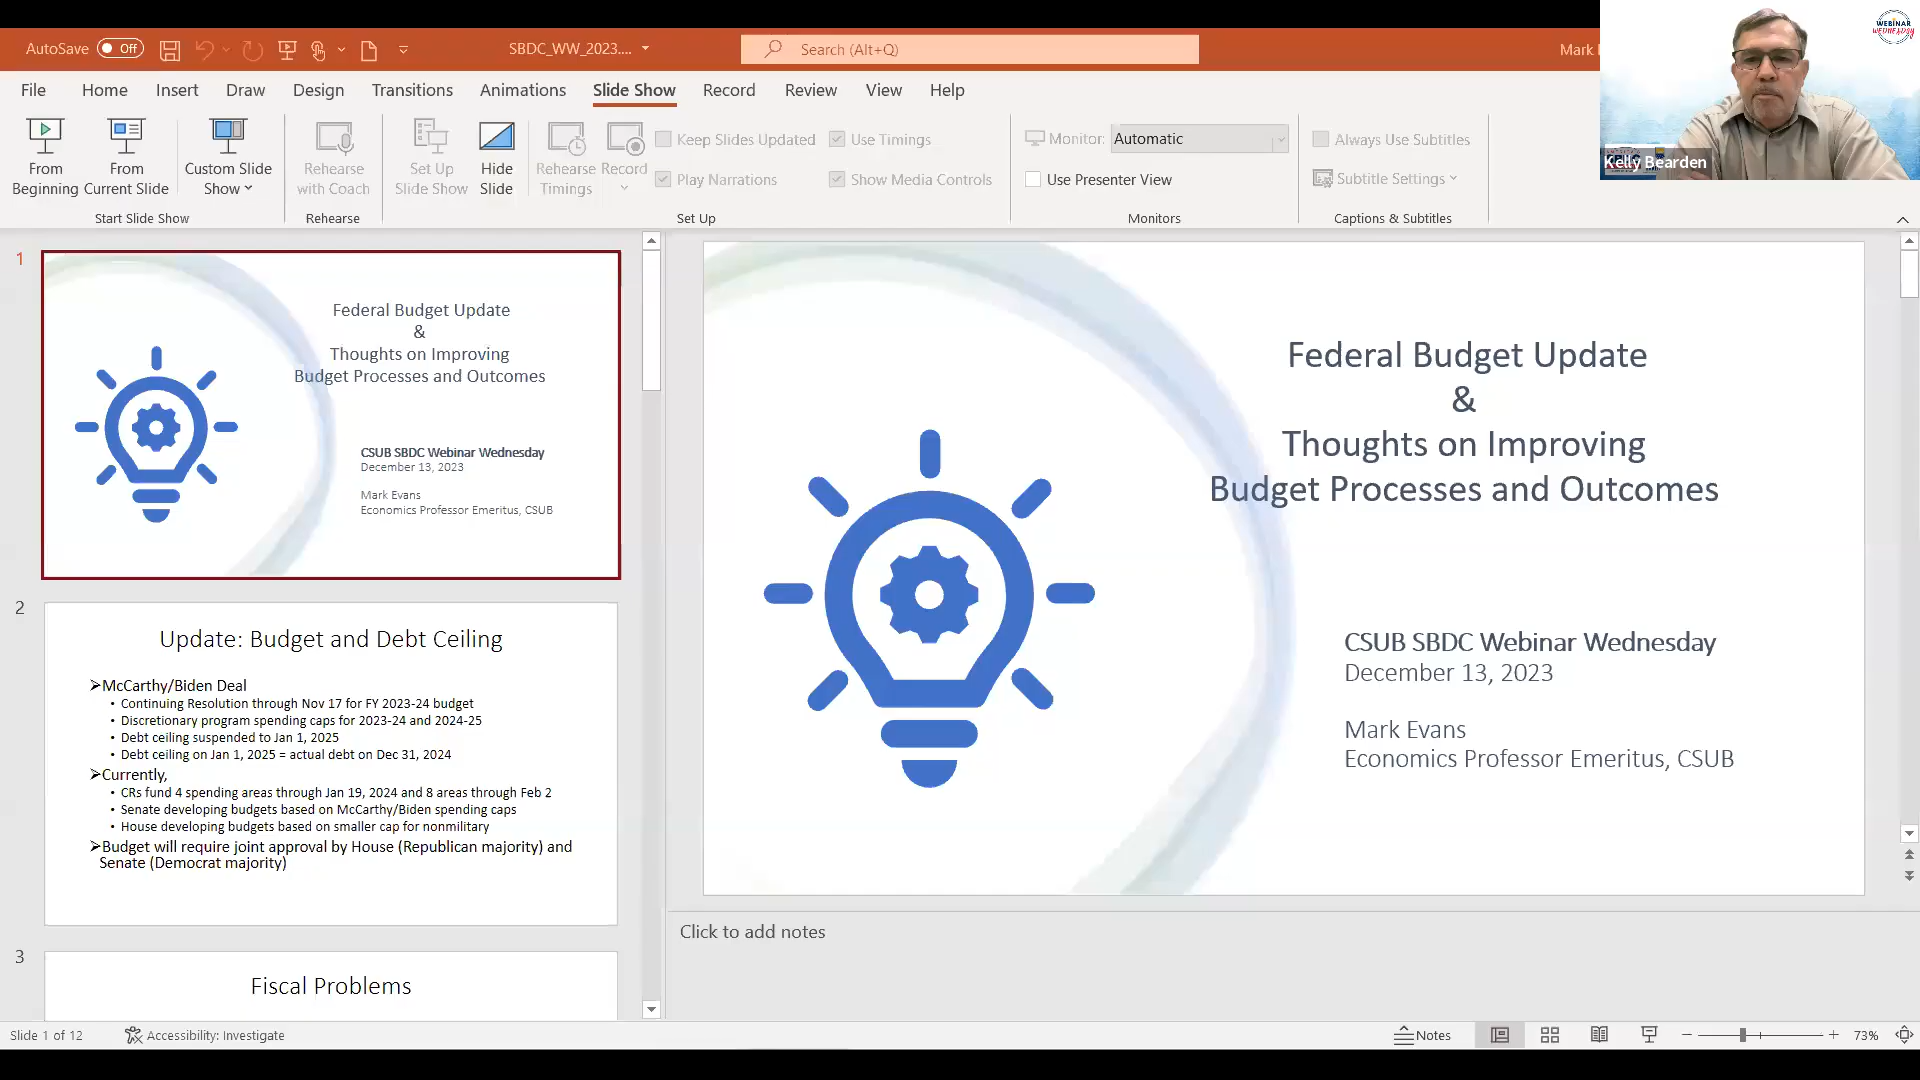 AutoSave Off
SBDC_WW_2023....
Search (Alt+Q)
Mark
WEBINAR
WEDNESDAY
File Home Insert Draw Design Transitions Animations Slide Show Record Review View Help
From Beginning
From Current Slide
Custom Slide Show
Start Slide Show
Rehearse with Coach
Rehearse
Set Up Slide Show
Hide Slide
Rehearse Timings
Record
Keep Slides Updated
Use Timings
Play Narrations
Show Media Controls
Set Up
Monitor: Automatic
Use Presenter View
Monitors
Always Use Subtitles
Subtitle Settings
Captions & Subtitles
Kelly Bearden
1
Federal Budget Update
&
Thoughts on Improving
Budget Processes and Outcomes
CSUB SBDC Webinar Wednesday
December 13, 2023
Mark Evans
Economics Professor Emeritus, CSUB
2
Update: Budget and Debt Ceiling
➢McCarthy/Biden Deal
• Continuing Resolution through Nov 17 for FY 2023-24 budget
• Discretionary program spending caps for 2023-24 and 2024-25
• Debt ceiling suspended to Jan 1, 2025
• Debt ceiling on Jan 1, 2025 = actual debt on Dec 31, 2024
➢Currently,
• CRs fund 4 spending areas through Jan 19, 2024 and 8 areas through Feb 2
• Senate developing budgets based on McCarthy/Biden spending caps
• House developing budgets based on smaller cap for nonmilitary
➢Budget will require joint approval by House (Republican majority) and
Senate (Democrat majority)
3
Fiscal Problems
Federal Budget Update
&
Thoughts on Improving
Budget Processes and Outcomes
CSUB SBDC Webinar Wednesday
December 13, 2023
Mark Evans
Economics Professor Emeritus, CSUB
Click to add notes
Slide 1 of 12
Accessibility: Investigate
Notes
73%